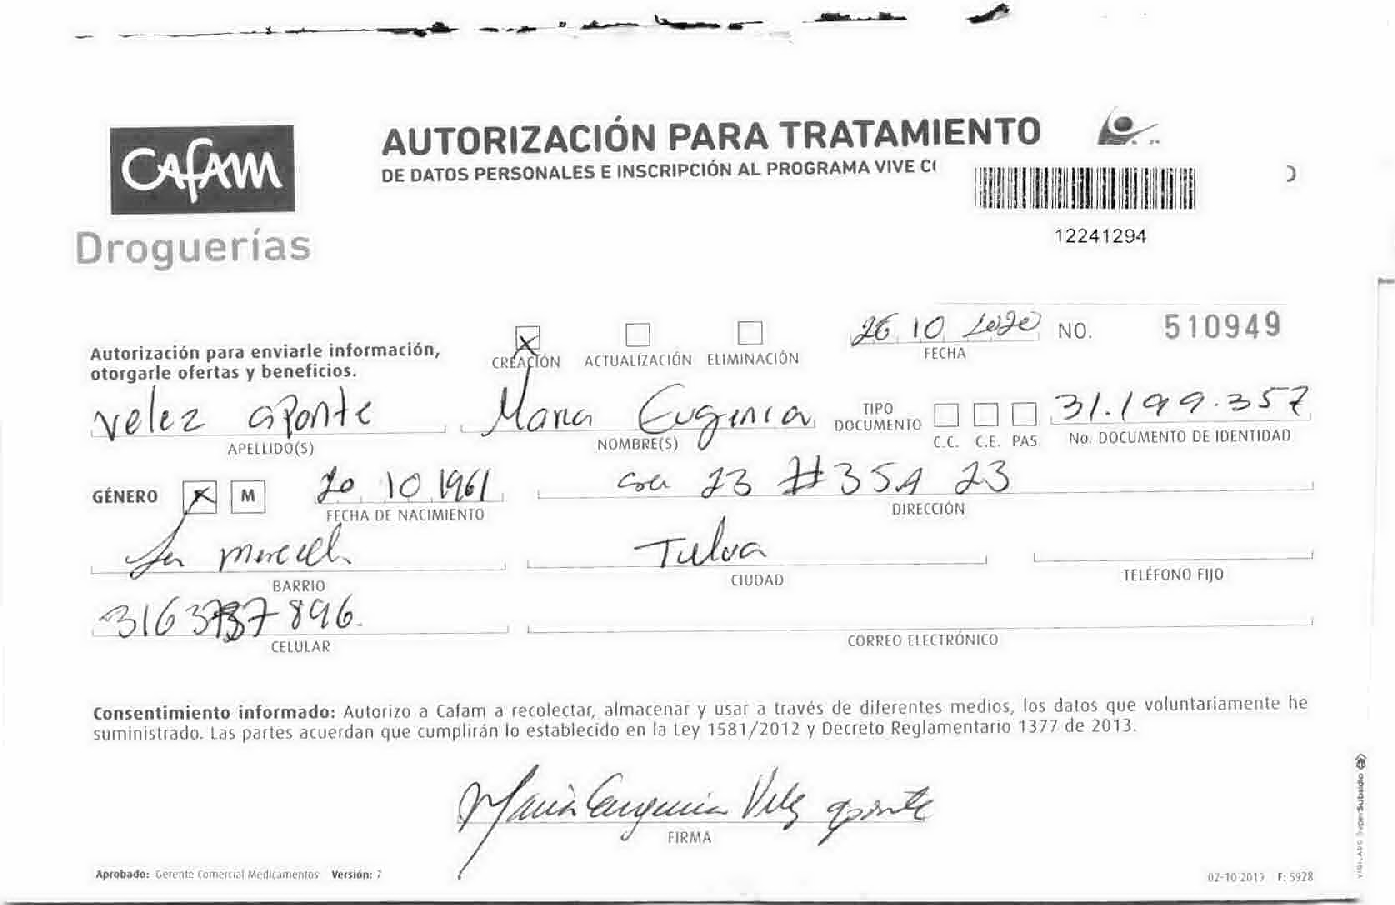 CAFAM
Droguerías
AUTORIZACIÓN PARA TRATAMIENTO
DE DATOS PERSONALES E INSCRIPCIÓN AL PROGRAMA VIVE
12241294
Autorización para enviarle información,
otorgarle ofertas y beneficios.
X
CREACIÓN ACTUALIZACIÓN ELIMINACIÓN
26 10 2020
FECHA
NO. 510949
Velez aponte
APELLIDO(S)
Maria Eugenia
NOMBRE(S)
TIPO
DOCUMENTO
C.C. C.E. PAS
31.199.357
No. DOCUMENTO DE IDENTIDAD
GÉNERO X M
20 10 1961
FECHA DE NACIMIENTO
23 #35A 23
DIRECCIÓN
BARRIO
Tulua
CIUDAD
TELÉFONO FIJO
896
CELULAR
CORREO ELECTRÓNICO
Consentimiento informado: Autorizo a Cafam a recolectar, almacenar y usar a través de diferentes medios, los datos que voluntariamente he
suministrado. Las partes acuerdan que cumplirán lo establecido en la Ley 1581/2012 y Decreto Reglamentario 1377 de 2013.
Maria Eugenia Velez aponte
FIRMA
Aprobado: Gerente Comercial Medicamentos Versión: 7
02-10-2019 F: 5928
VIGILADO SuperSubsidio